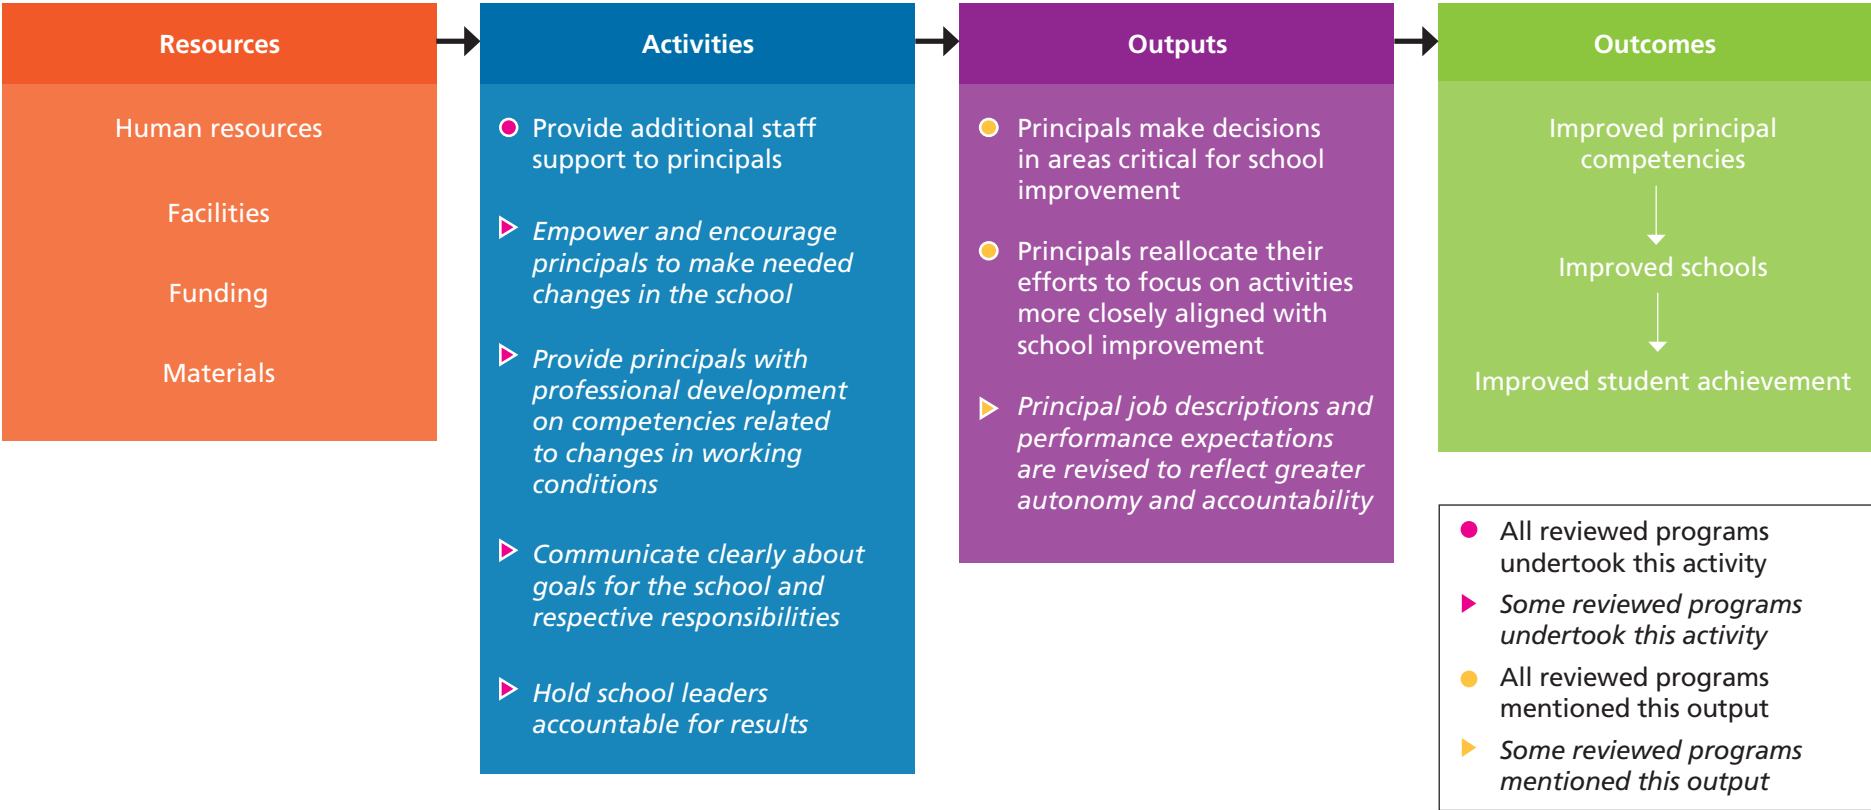 Resources
Human resources
Facilities
Funding
Materials
Activities
Provide additional staff
support to principals
Empower and encourage
principals to make needed
changes in the school
Provide principals with
professional development
on competencies related
to changes in working
conditions
Communicate clearly about
goals for the school and
respective responsibilities
Hold school leaders
accountable for results
Outputs
Principals make decisions
in areas critical for school
improvement
Principals reallocate their
efforts to focus on activities
more closely aligned with
school improvement
Principal job descriptions and
performance expectations
are revised to reflect greater
autonomy and accountability
Outcomes
Improved principal
competencies
Improved schools
Improved student achievement
All reviewed programs
undertook this activity
Some reviewed programs
undertook this activity
All reviewed programs
mentioned this output
Some reviewed programs
mentioned this output